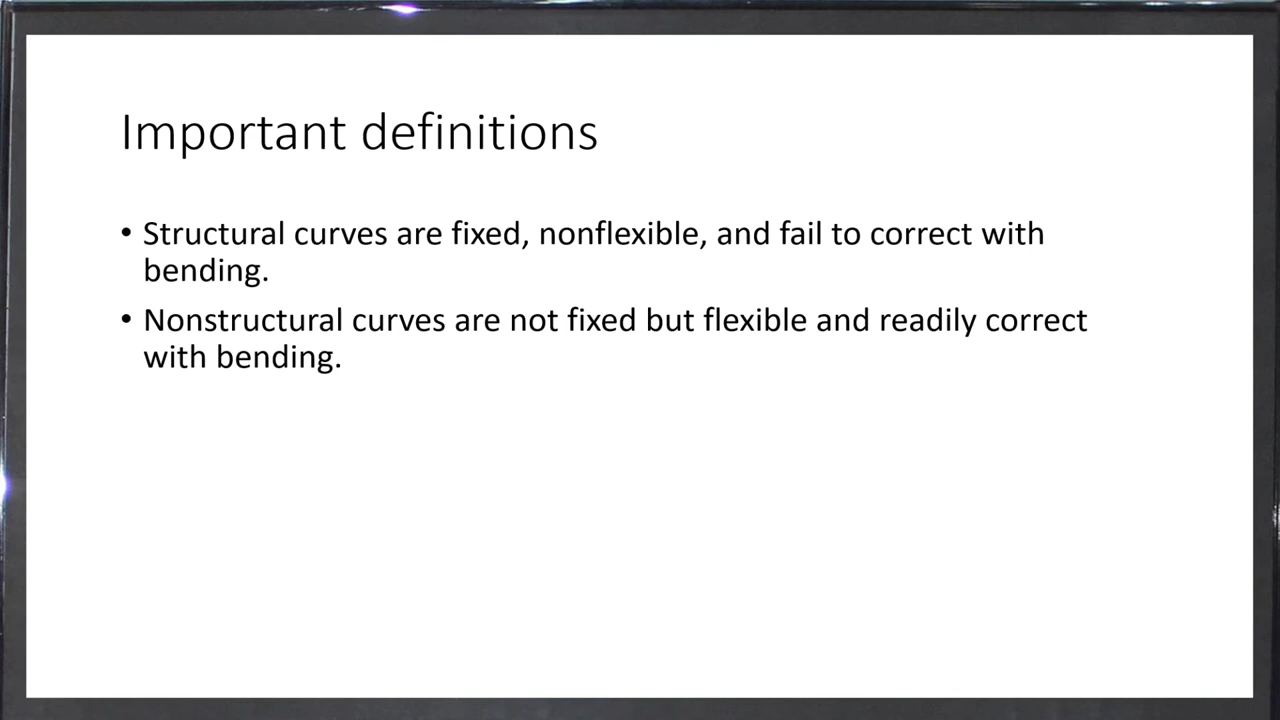 Important definitions
• Structural curves are fixed, nonflexible, and fail to correct with
bending.
• Nonstructural curves are not fixed but flexible and readily correct
with bending.